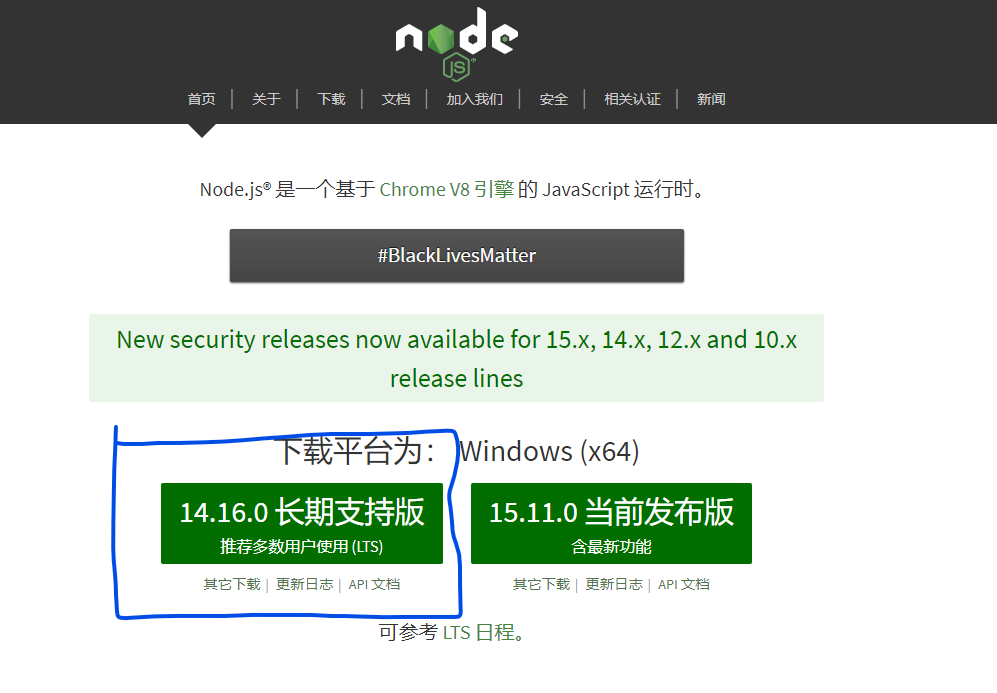 node
JS
首页 | 关于 | 下载 | 文档 | 加入我们 | 安全 | 相关认证 | 新闻
Node.js® 是一个基于 Chrome V8 引擎 的 JavaScript 运行时。
#BlackLivesMatter
New security releases now available for 15.x, 14.x, 12.x and 10.x
release lines
下载平台为： Windows (x64)
14.16.0 长期支持版
推荐多数用户使用 (LTS)
其它下载 | 更新日志 | API 文档
15.11.0 当前发布版
含最新功能
其它下载 | 更新日志 | API 文档
可参考 LTS 日程。